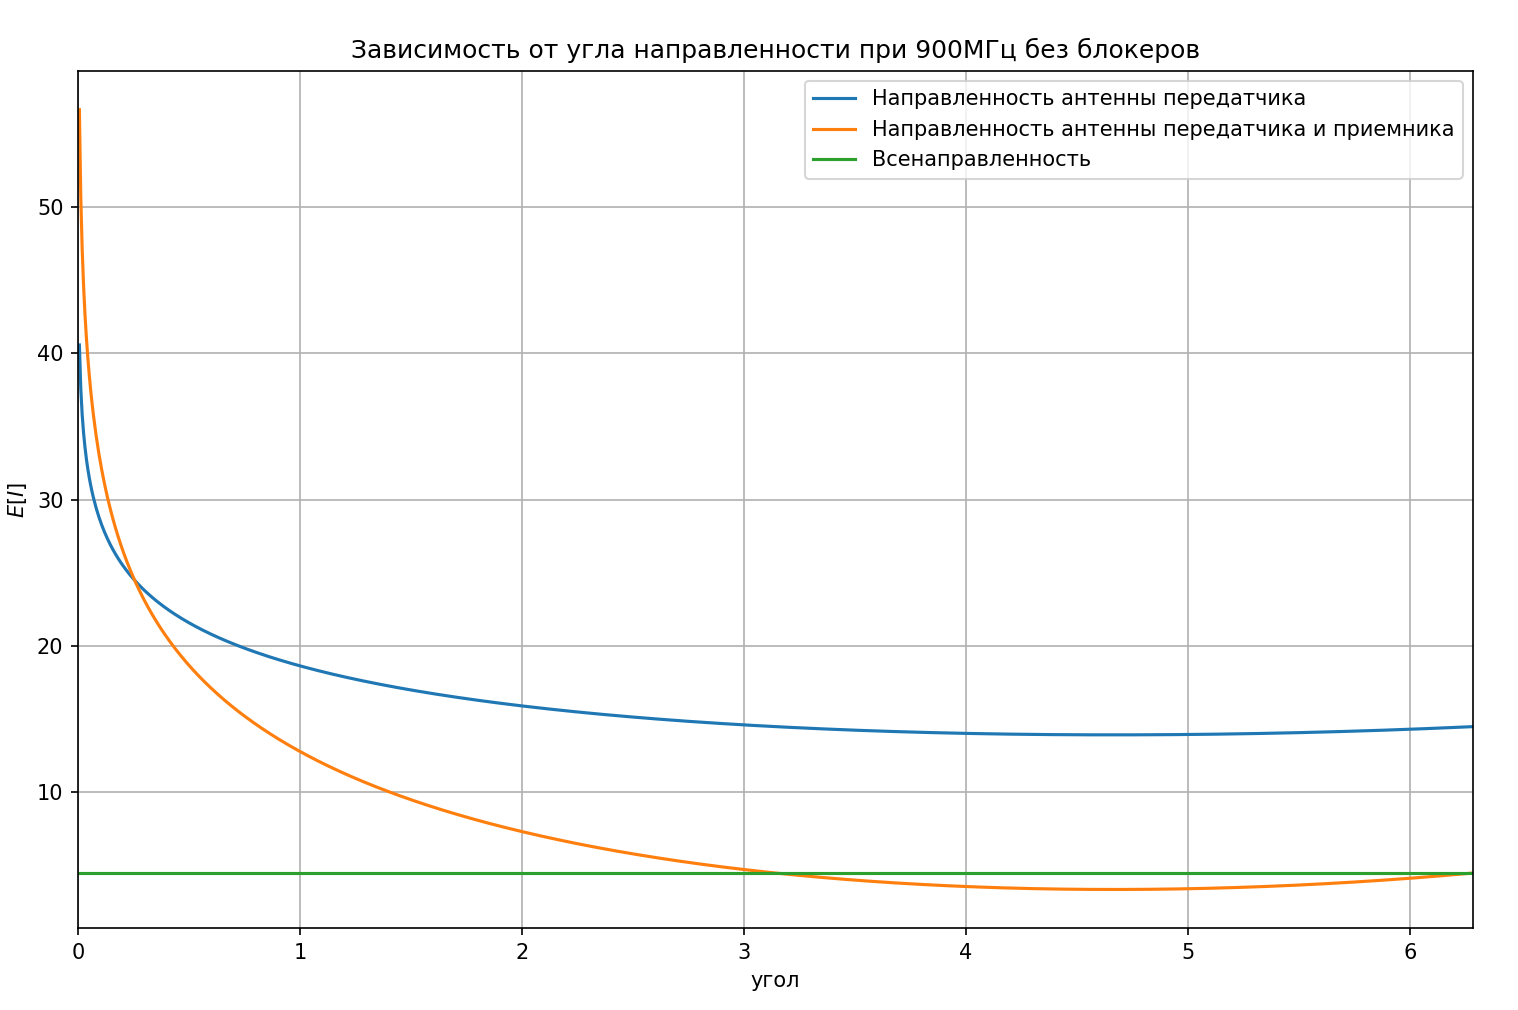 Зависимость от угла направленности при 900МГц без блокеров
Направленность антенны передатчика
Направленность антенны передатчика и приемника
Всенаправленность
50
40
30
20
10
E[I]
0 1 2 3 4 5 6
угол